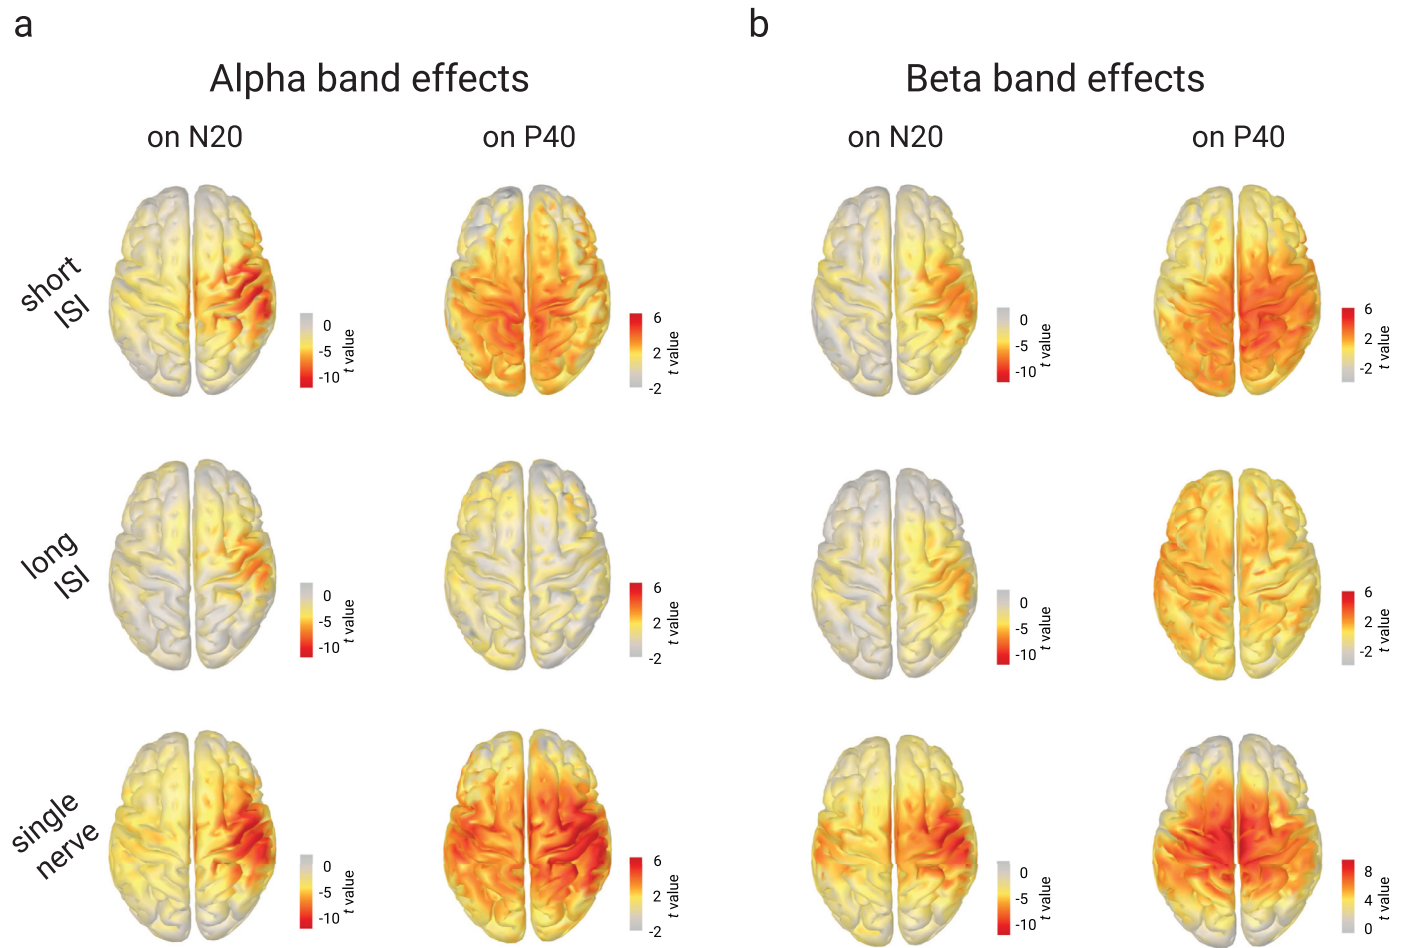 a
b
Alpha band effects
Beta band effects
on N20
on P40
on N20
on P40
short
ISI
0
-5
-10
t value
6
2
-2
t value
0
-5
-10
t value
6
2
-2
t value
long
ISI
0
-5
-10
t value
6
2
-2
t value
0
-5
-10
t value
6
2
-2
t value
single
nerve
0
-5
-10
t value
6
2
-2
t value
0
-5
-10
t value
8
4
0
t value